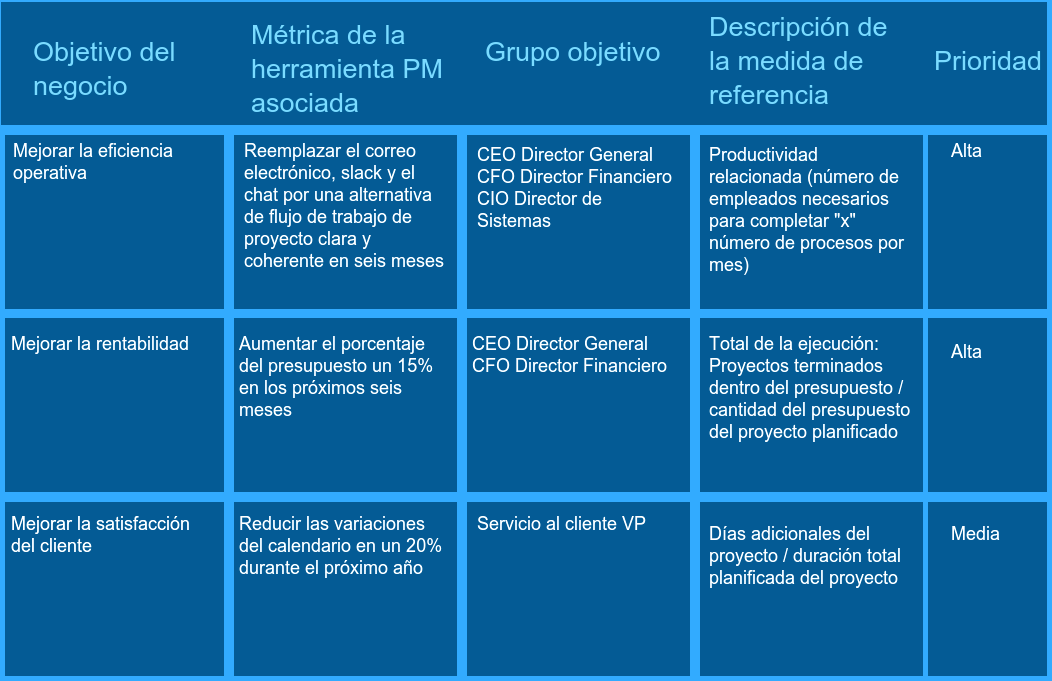 Objetivo del
negocio
Métrica de la
herramienta PM
asociada
Grupo objetivo
Descripción de
la medida de
referencia
Prioridad
Mejorar la eficiencia
operativa
Reemplazar el correo
electrónico, slack y el
chat por una alternativa
de flujo de trabajo de
proyecto clara y
coherente en seis meses
CEO Director General
CFO Director Financiero
CIO Director de
Sistemas
Productividad
relacionada (número de
empleados necesarios
para completar "x"
número de procesos por
mes)
Alta
Mejorar la rentabilidad
Aumentar el porcentaje
del presupuesto un 15%
en los próximos seis
meses
CEO Director General
CFO Director Financiero
Total de la ejecución:
Proyectos terminados
dentro del presupuesto /
cantidad del presupuesto
del proyecto planificado
Alta
Mejorar la satisfacción
del cliente
Reducir las variaciones
del calendario en un 20%
durante el próximo año
Servicio al cliente VP
Días adicionales del
proyecto / duración total
planificada del proyecto
Media